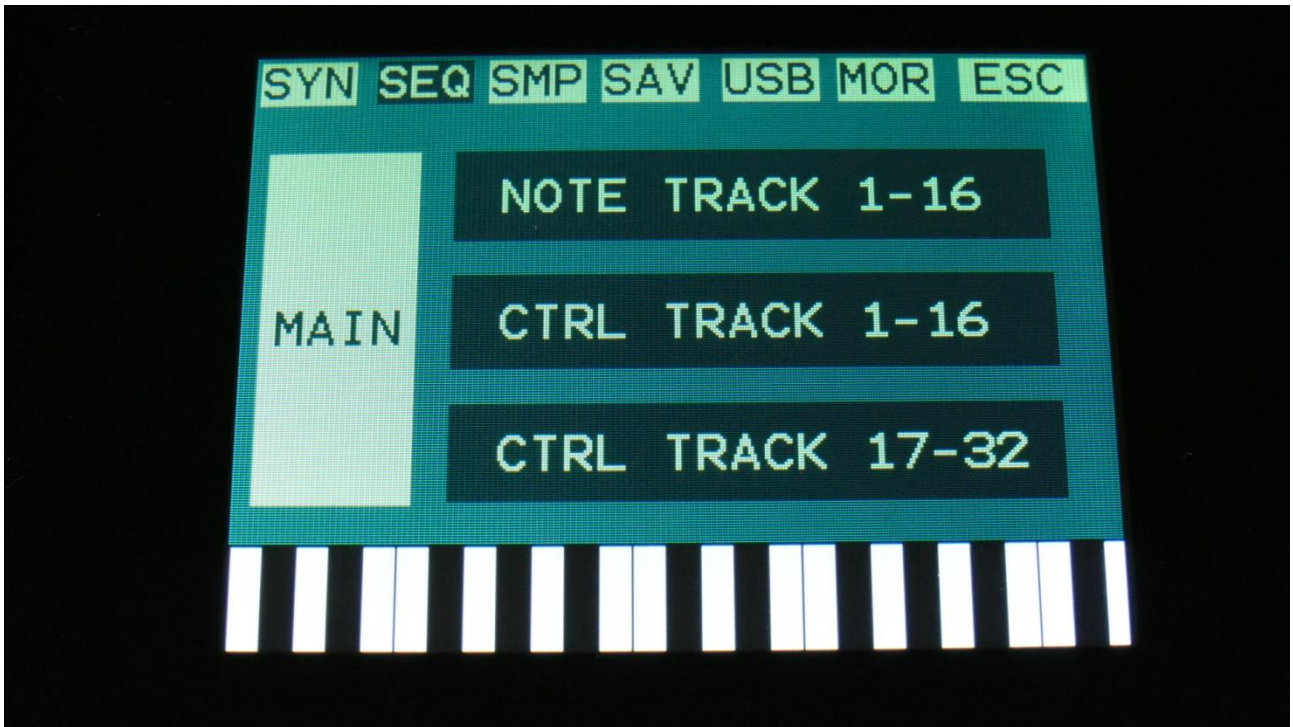 SYN SEQ SMP SAV USB MOR ESC
NOTE TRACK 1-16
MAIN
CTRL TRACK 1-16
CTRL TRACK 17-32